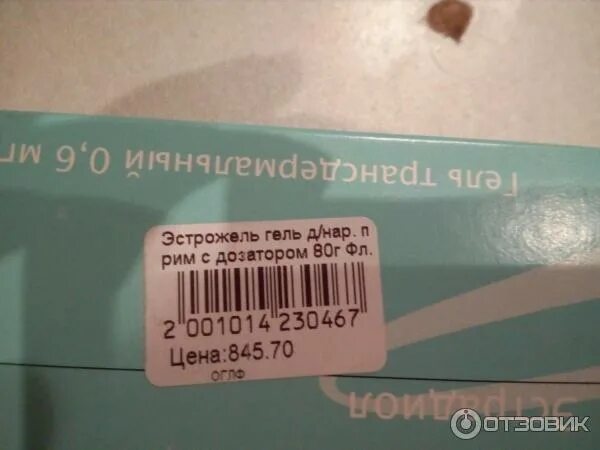 Гель трансдермальный 0,6 мг
Эстрожель гель д/нар. п
рим с дозатором 80г Фл.
2 001014 230467
Цена:845.70
ОГЛФ
Эстрадиол
ОТЗОВИК